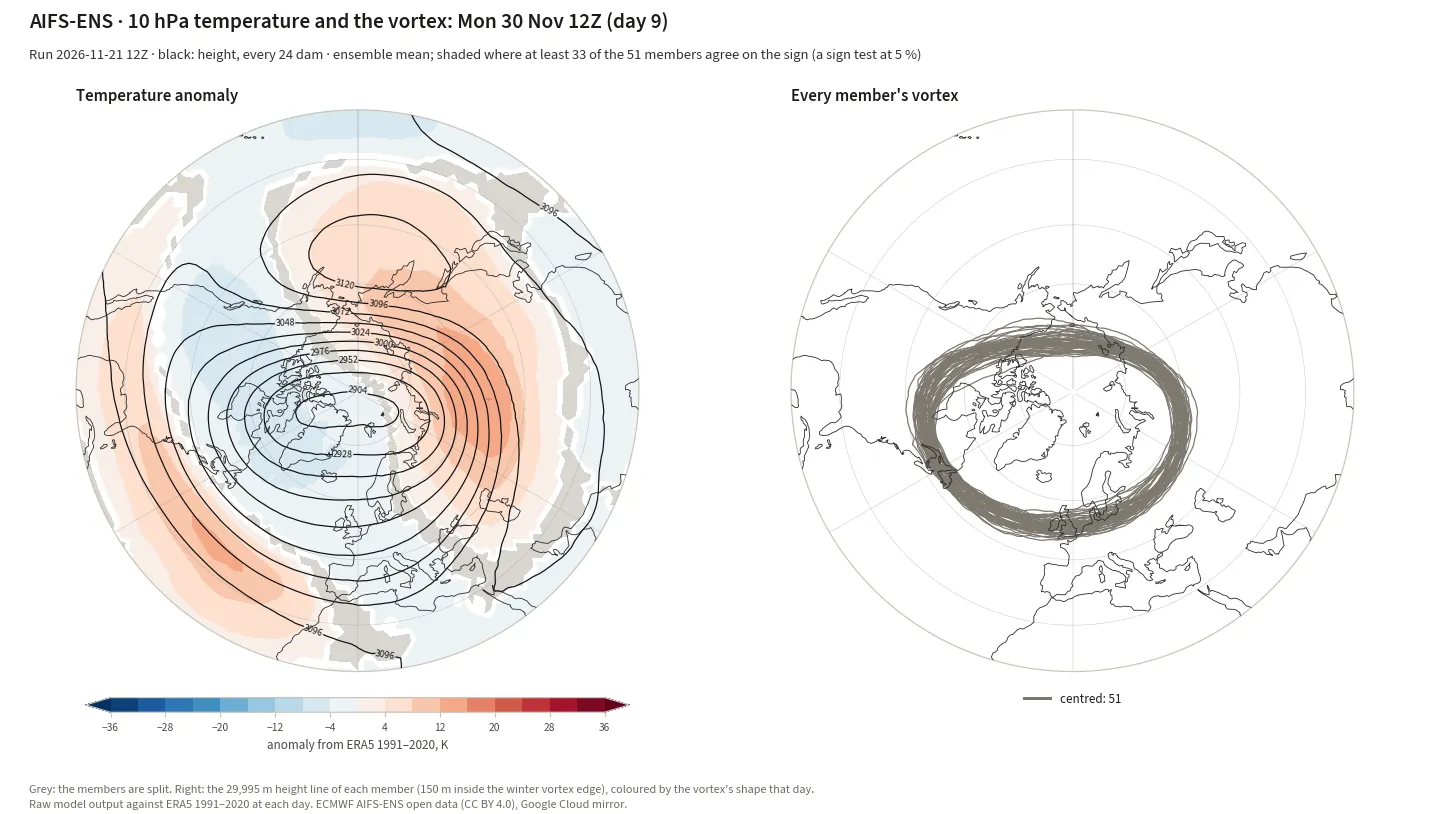 AIFS-ENS · 10 hPa temperature and the vortex: Mon 30 Nov 12Z (day 9)
Run 2026-11-21 12Z · black: height, every 24 dam · ensemble mean; shaded where at least 33 of the 51 members agree on the sign (a sign test at 5 %)
Temperature anomaly
Every member's vortex
3096
3120
3096
3072
3048
3024
3000
2976
2952
2904
2928
3096
3096
−36 −28 −20 −12 −4 4 12 20 28 36
anomaly from ERA5 1991–2020, K
centred: 51
Grey: the members are split. Right: the 29,995 m height line of each member (150 m inside the winter vortex edge), coloured by the vortex's shape that day.
Raw model output against ERA5 1991–2020 at each day. ECMWF AIFS-ENS open data (CC BY 4.0), Google Cloud mirror.